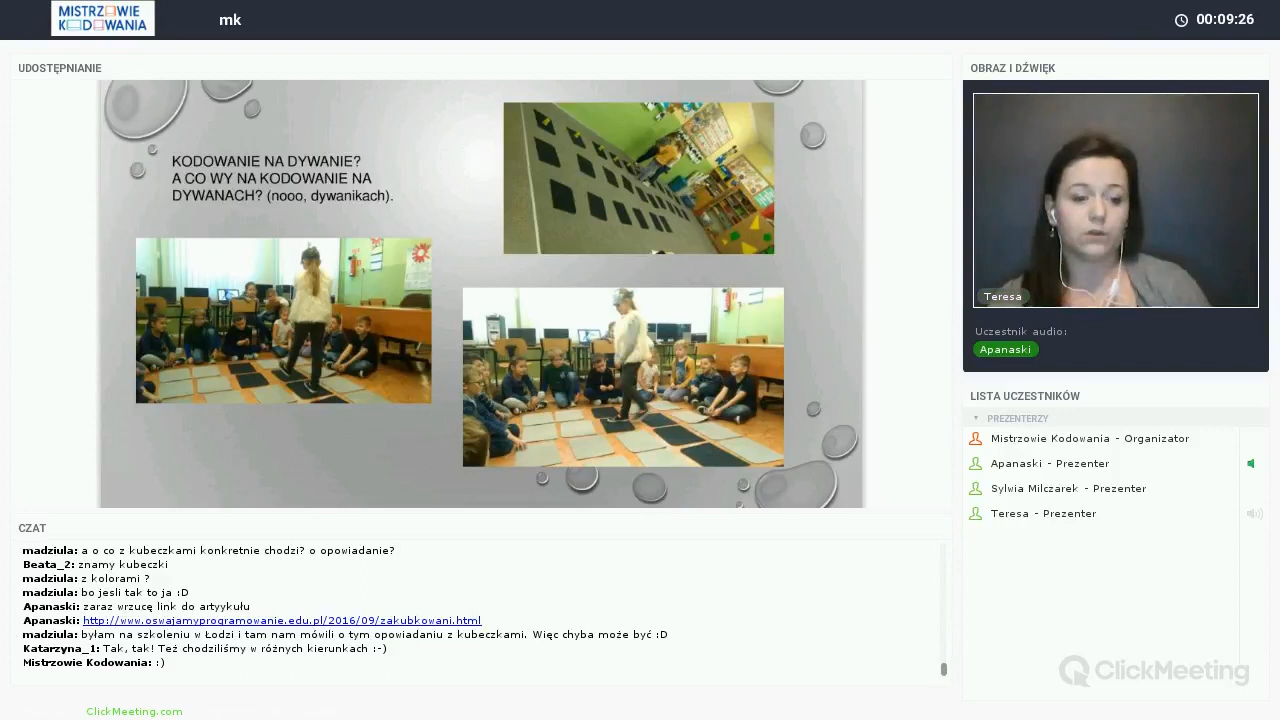 MISTRZOWIE
KODOWANIA
mk
00:09:26
UDOSTĘPNIANIE
KODOWANIE NA DYWANIE?
A CO WY NA KODOWANIE NA
DYWANACH? (nooo, dywanikach).
CZAT
madziula: a o co z kubeczkami konkretnie chodzi? o opowiadanie?
Beata_2: znamy kubeczki
madziula: z kolorami ?
madziula: bo jesli tak to ja :D
Apanaski: zaraz wrzucę link do artyykułu
Apanaski: http://www.oswajamyprogramowanie.edu.pl/2016/09/zakubkowani.html
madziula: byłam na szkoleniu w Łodzi i tam nam mówili o tym opowiadaniu z kubeczkami. Więc chyba może być :D
Katarzyna_1: Tak, tak! Też chodziliśmy w różnych kierunkach :-)
Mistrzowie Kodowania: :)
ClickMeeting.com
OBRAZ I DŹWIĘK
Teresa
Uczestnik audio:
Apanaski
LISTA UCZESTNIKÓW
PREZENTERZY
Mistrzowie Kodowania - Organizator
Apanaski - Prezenter
Sylwia Milczarek - Prezenter
Teresa - Prezenter
ClickMeeting